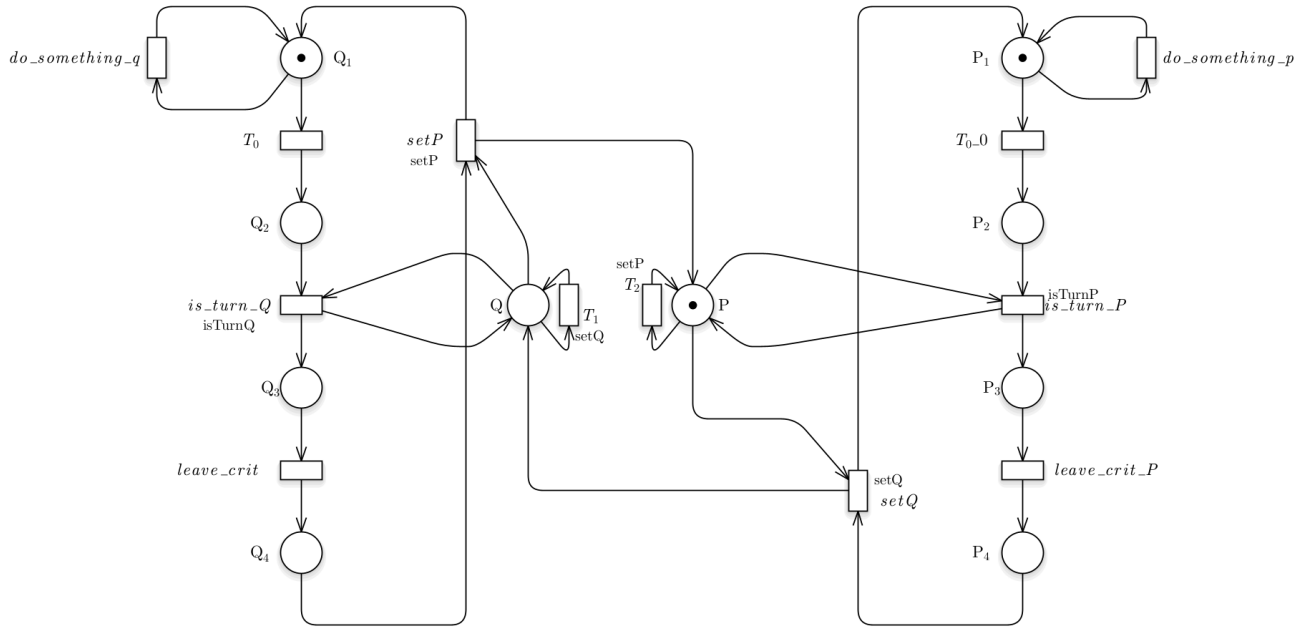 do_something_q
Q1
P1
do_something_p
T0
setP
setP
T0_0
Q2
P2
setP
T2
is_turn_Q
isTurnQ
Q
T1
setQ
P
isTurnP
is_turn_P
Q3
P3
leave_crit
leave_crit_P
setQ
setQ
Q4
P4